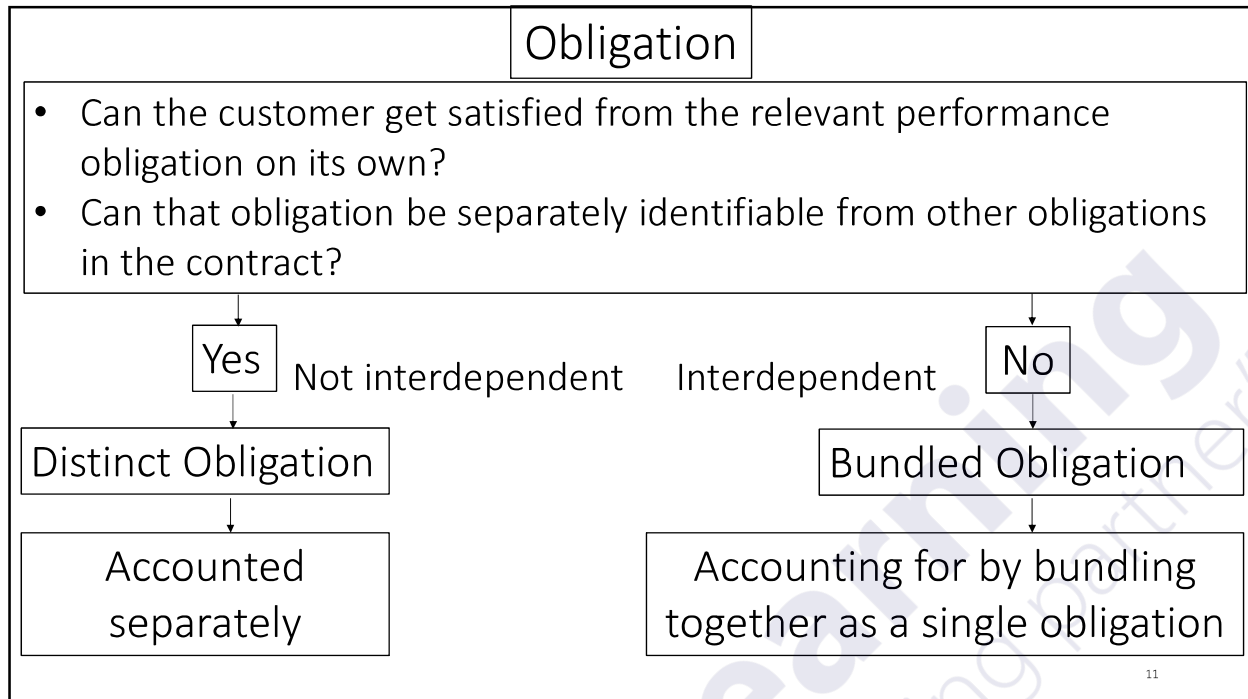 Obligation
• Can the customer get satisfied from the relevant performance
obligation on its own?
• Can that obligation be separately identifiable from other obligations
in the contract?
Yes
Not interdependent
Interdependent
No
Distinct Obligation
Bundled Obligation
Accounted
separately
Accounting for by bundling
together as a single obligation
11